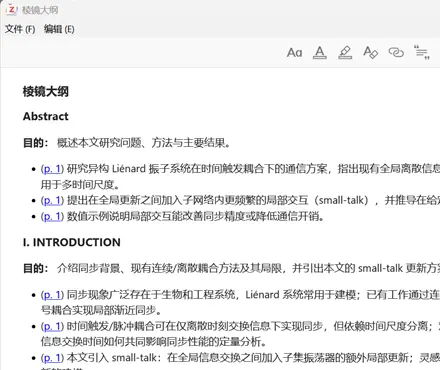 棱镜大纲
文件 (F) 编辑 (E)
棱镜大纲
Abstract
目的： 概述本文研究问题、方法与主要结果。
• (p. 1) 研究异构 Liénard 振子系统在时间触发耦合下的通信方案，指出现有全局离散信息
用于多时间尺度。
• (p. 1) 提出在全局更新之间加入子网络内更频繁的局部交互（small-talk），并推导在给定
• (p. 1) 数值示例说明局部交互能改善同步精度或降低通信开销。
I. INTRODUCTION
目的： 介绍同步背景、现有连续/离散耦合方法及其局限，并引出本文的 small-talk 更新方案
• (p. 1) 同步现象广泛存在于生物和工程系统，Liénard 系统常用于建模；已有工作通过连
号耦合实现局部渐近同步。
• (p. 1) 时间触发/脉冲耦合可在仅离散时刻交换信息下实现同步，但依赖时间尺度分离；
信息交换时间如何共同影响同步性能的定量分析。
• (p. 1) 本文引入 small-talk：在全局信息交换之间加入子集振荡器的额外局部更新；灵感